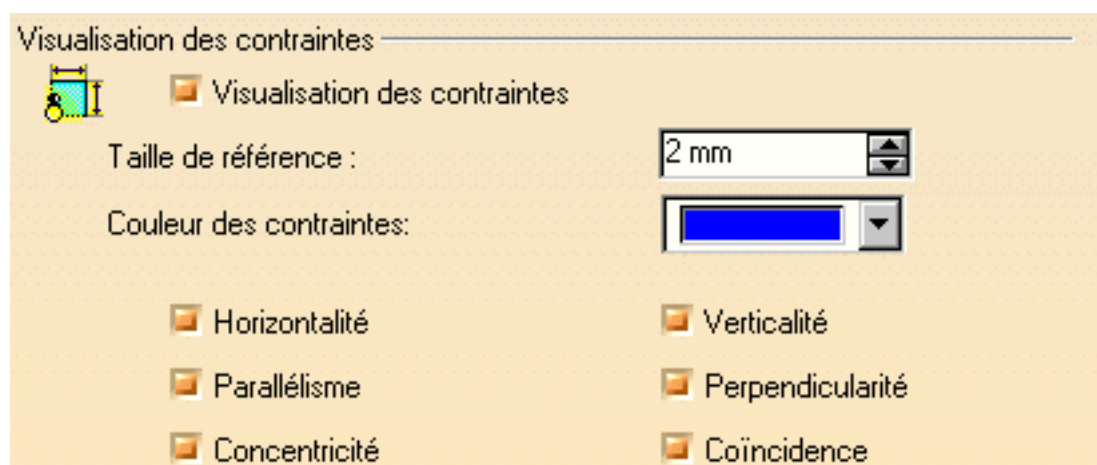 Visualisation des contraintes
Visualisation des contraintes
Taille de référence :
2 mm
Couleur des contraintes:
Horizontalité
Verticalité
Parallélisme
Perpendicularité
Concentricité
Coïncidence